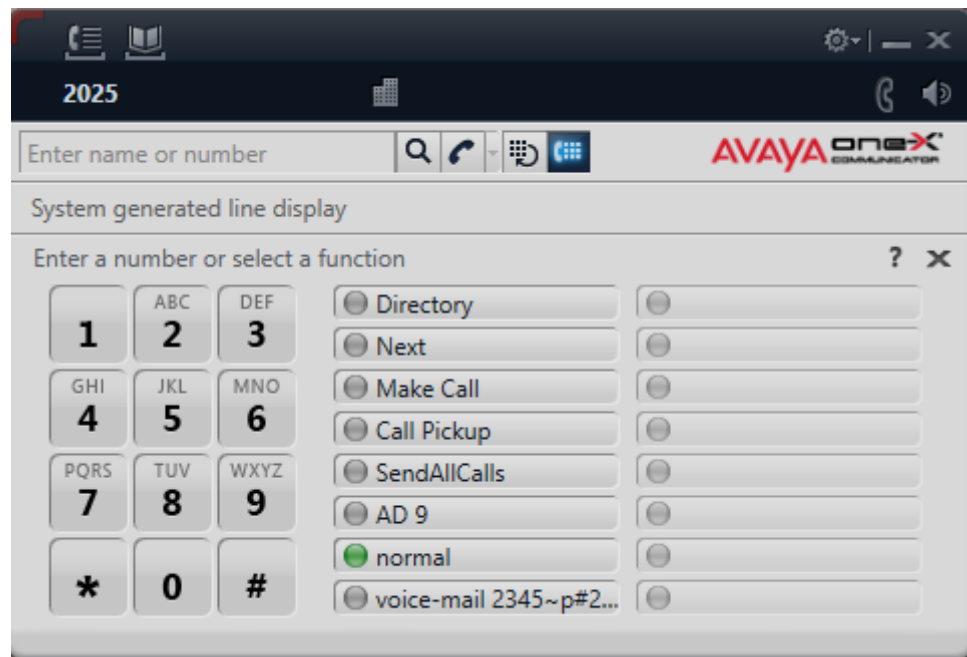 2025
Enter name or number
AVAYA one-X COMMUNICATOR
System generated line display
Enter a number or select a function ?
1
ABC 2
DEF 3
Directory
Next
GHI 4
JKL 5
MNO 6
Make Call
Call Pickup
PQRS 7
TUV 8
WXYZ 9
SendAllCalls
AD 9
* 0 #
normal
voice-mail 2345~p#2...